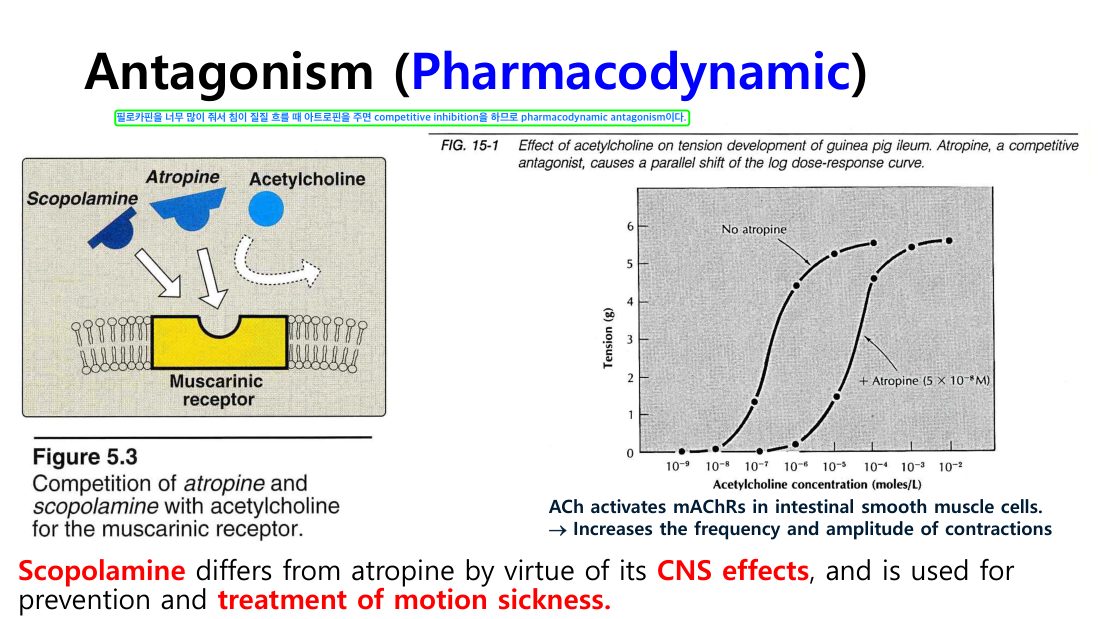 Antagonism (Pharmacodynamic)
필로카핀을 너무 많이 줘서 침이 질질 흐를 때 아트로핀을 주면 competitive inhibition을 하므로 pharmacodynamic antagonism이다.
FIG. 15-1 Effect of acetylcholine on tension development of guinea pig ileum. Atropine, a competitive
antagonist, causes a parallel shift of the log dose-response curve.
Scopolamine
Atropine
Acetylcholine
Muscarinic
receptor
Figure 5.3
Competition of atropine and
scopolamine with acetylcholine
for the muscarinic receptor.
Tension (g)
6
5
4
3
2
1
0
No atropine
+ Atropine (5 × 10⁻⁸M)
10⁻⁹ 10⁻⁸ 10⁻⁷ 10⁻⁶ 10⁻⁵ 10⁻⁴ 10⁻³ 10⁻²
Acetylcholine concentration (moles/L)
ACh activates mAChRs in intestinal smooth muscle cells.
→ Increases the frequency and amplitude of contractions
Scopolamine differs from atropine by virtue of its CNS effects, and is used for
prevention and treatment of motion sickness.